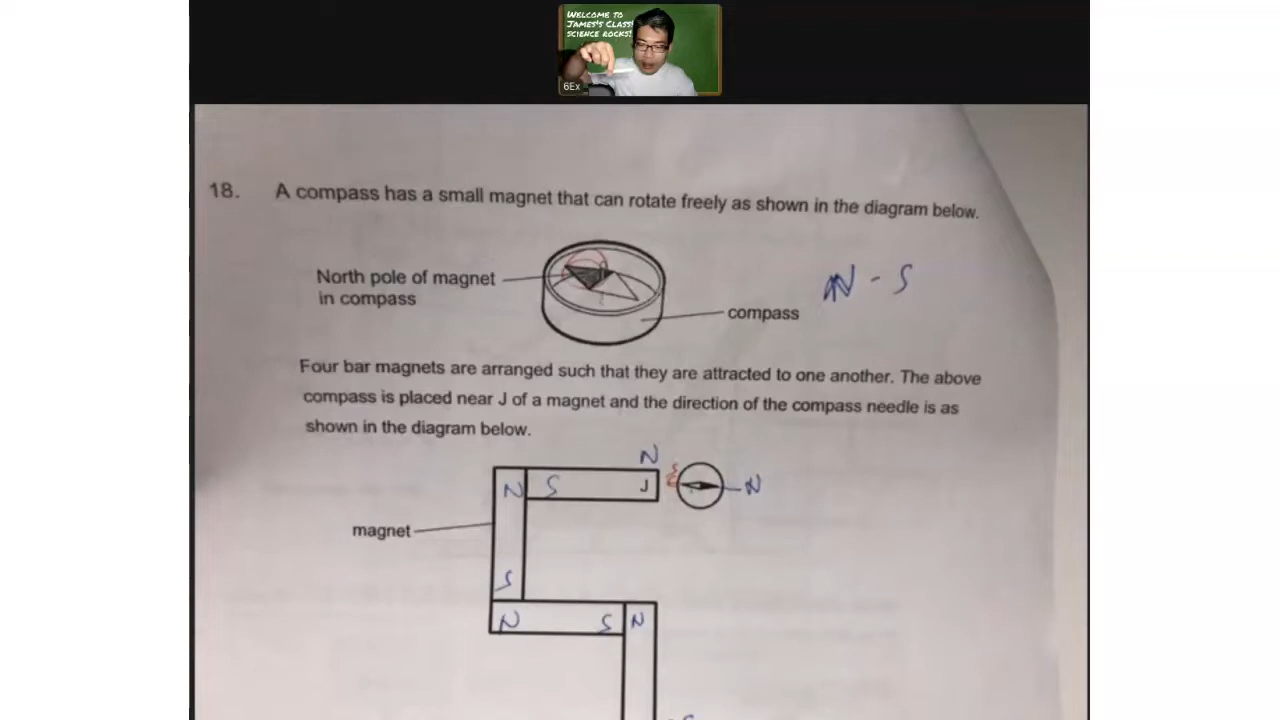 WELCOME TO
JAMES'S CLASS!
SCIENCE ROCKS!
6Ex
18. A compass has a small magnet that can rotate freely as shown in the diagram below.
North pole of magnet
in compass
compass
N - S
Four bar magnets are arranged such that they are attracted to one another. The above
compass is placed near J of a magnet and the direction of the compass needle is as
shown in the diagram below.
N
N S J S N
magnet
S
N S N
S